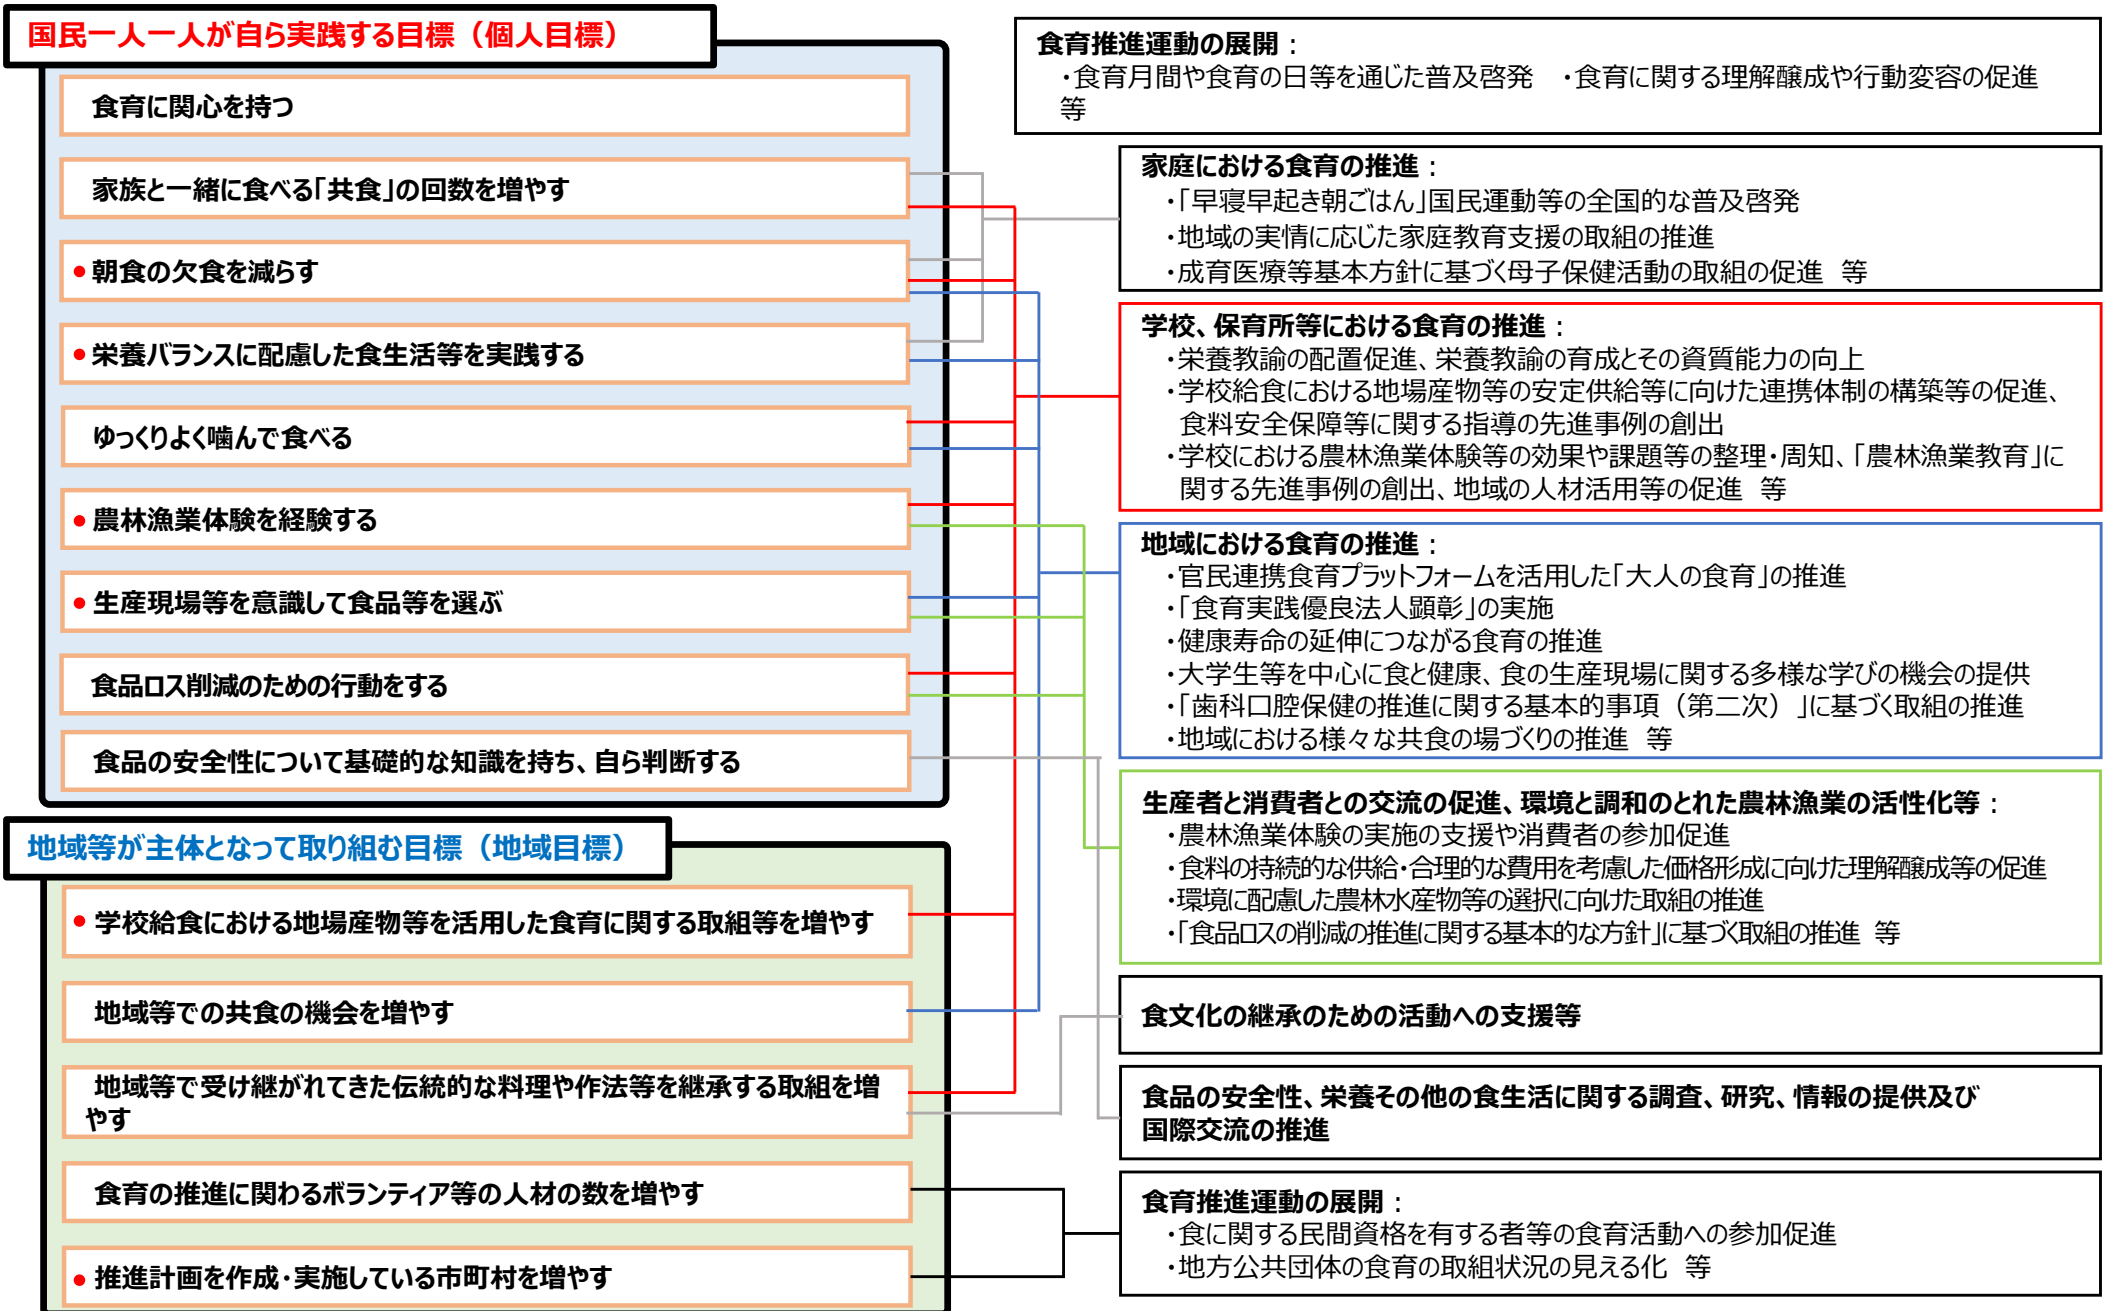 国民一人一人が自ら実践する目標（個人目標）
食育に関心を持つ
家族と一緒に食べる「共食」の回数を増やす
•朝食の欠食を減らす
•栄養バランスに配慮した食生活等を実践する
ゆっくりよく噛んで食べる
•農林漁業体験を経験する
•生産現場等を意識して食品等を選ぶ
食品ロス削減のための行動をする
食品の安全性について基礎的な知識を持ち、自ら判断する
地域等が主体となって取り組む目標（地域目標）
•学校給食における地場産物等を活用した食育に関する取組等を増やす
地域等での共食の機会を増やす
地域等で受け継がれてきた伝統的な料理や作法等を継承する取組を増
やす
食育の推進に関わるボランティア等の人材の数を増やす
•推進計画を作成・実施している市町村を増やす
食育推進運動の展開：
・食育月間や食育の日等を通じた普及啓発　・食育に関する理解醸成や行動変容の促進
等
家庭における食育の推進：
・「早寝早起き朝ごはん」国民運動等の全国的な普及啓発
・地域の実情に応じた家庭教育支援の取組の推進
・成育医療等基本方針に基づく母子保健活動の取組の促進　等
学校、保育所等における食育の推進：
・栄養教諭の配置促進、栄養教諭の育成とその資質能力の向上
・学校給食における地場産物等の安定供給等に向けた連携体制の構築等の促進、
食料安全保障等に関する指導の先進事例の創出
・学校における農林漁業体験等の効果や課題等の整理・周知、「農林漁業教育」に
関する先進事例の創出、地域の人材活用等の促進　等
地域における食育の推進：
・官民連携食育プラットフォームを活用した「大人の食育」の推進
・「食育実践優良法人顕彰」の実施
・健康寿命の延伸につながる食育の推進
・大学生等を中心に食と健康、食の生産現場に関する多様な学びの機会の提供
・「歯科口腔保健の推進に関する基本的事項（第二次）」に基づく取組の推進
・地域における様々な共食の場づくりの推進　等
生産者と消費者との交流の促進、環境と調和のとれた農林漁業の活性化等：
・農林漁業体験の実施の支援や消費者の参加促進
・食料の持続的な供給・合理的な費用を考慮した価格形成に向けた理解醸成等の促進
・環境に配慮した農林水産物等の選択に向けた取組の推進
・「食品ロスの削減の推進に関する基本的な方針」に基づく取組の推進　等
食文化の継承のための活動への支援等
食品の安全性、栄養その他の食生活に関する調査、研究、情報の提供及び
国際交流の推進
食育推進運動の展開：
・食に関する民間資格を有する者等の食育活動への参加促進
・地方公共団体の食育の取組状況の見える化　等